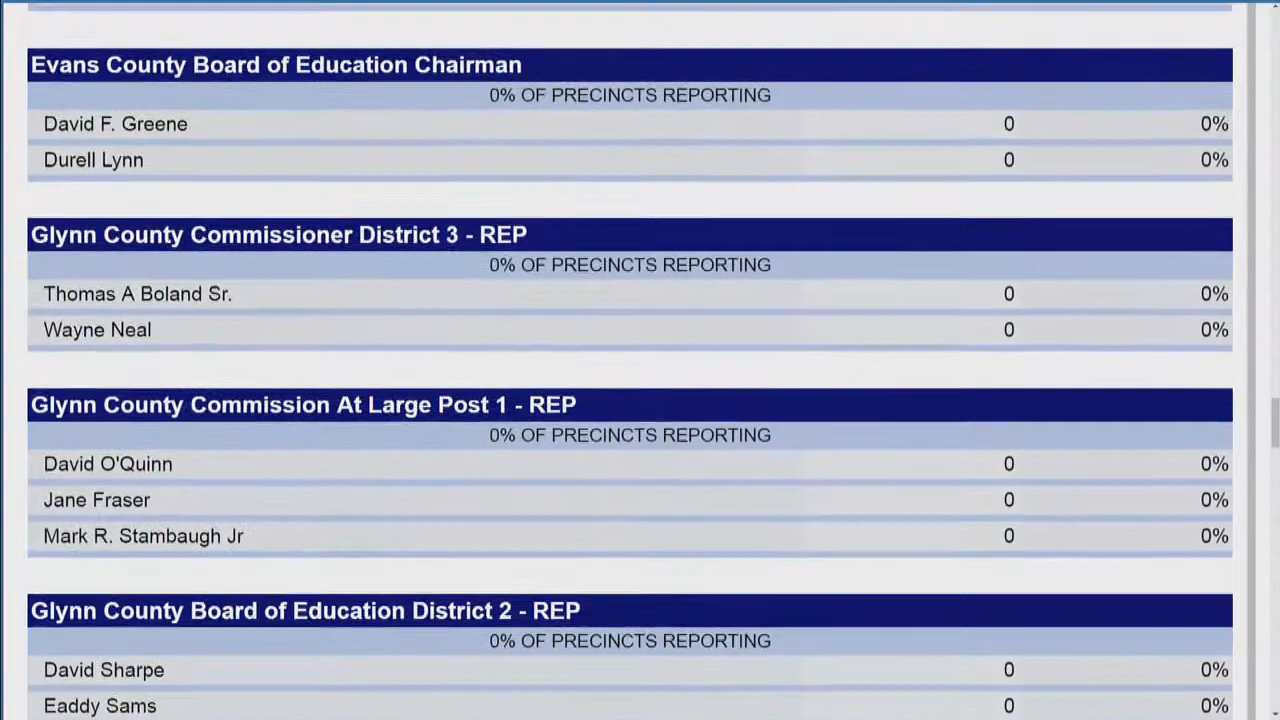 Evans County Board of Education Chairman
0% OF PRECINCTS REPORTING
David F. Greene 0 0%
Durell Lynn 0 0%
Glynn County Commissioner District 3 - REP
0% OF PRECINCTS REPORTING
Thomas A Boland Sr. 0 0%
Wayne Neal 0 0%
Glynn County Commission At Large Post 1 - REP
0% OF PRECINCTS REPORTING
David O'Quinn 0 0%
Jane Fraser 0 0%
Mark R. Stambaugh Jr 0 0%
Glynn County Board of Education District 2 - REP
0% OF PRECINCTS REPORTING
David Sharpe 0 0%
Eaddy Sams 0 0%